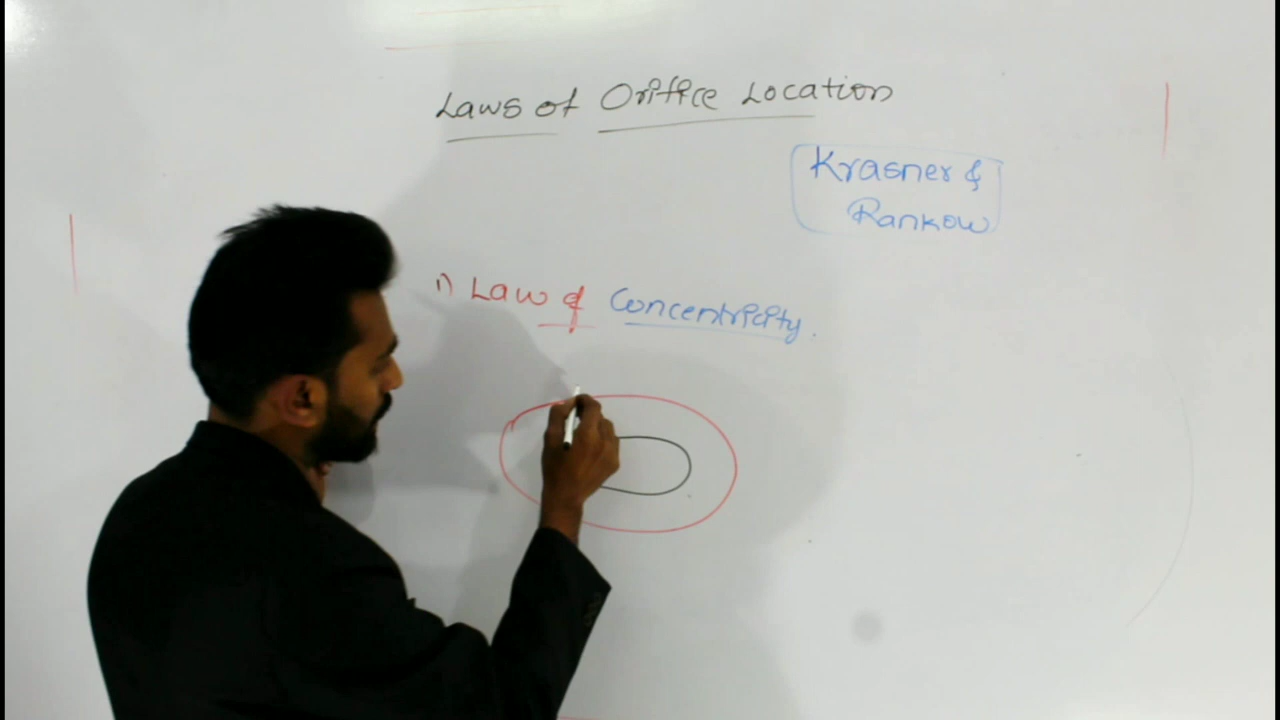 Laws of Orifice Location
Krasner &
Rankow
1) Law of Concentricity.